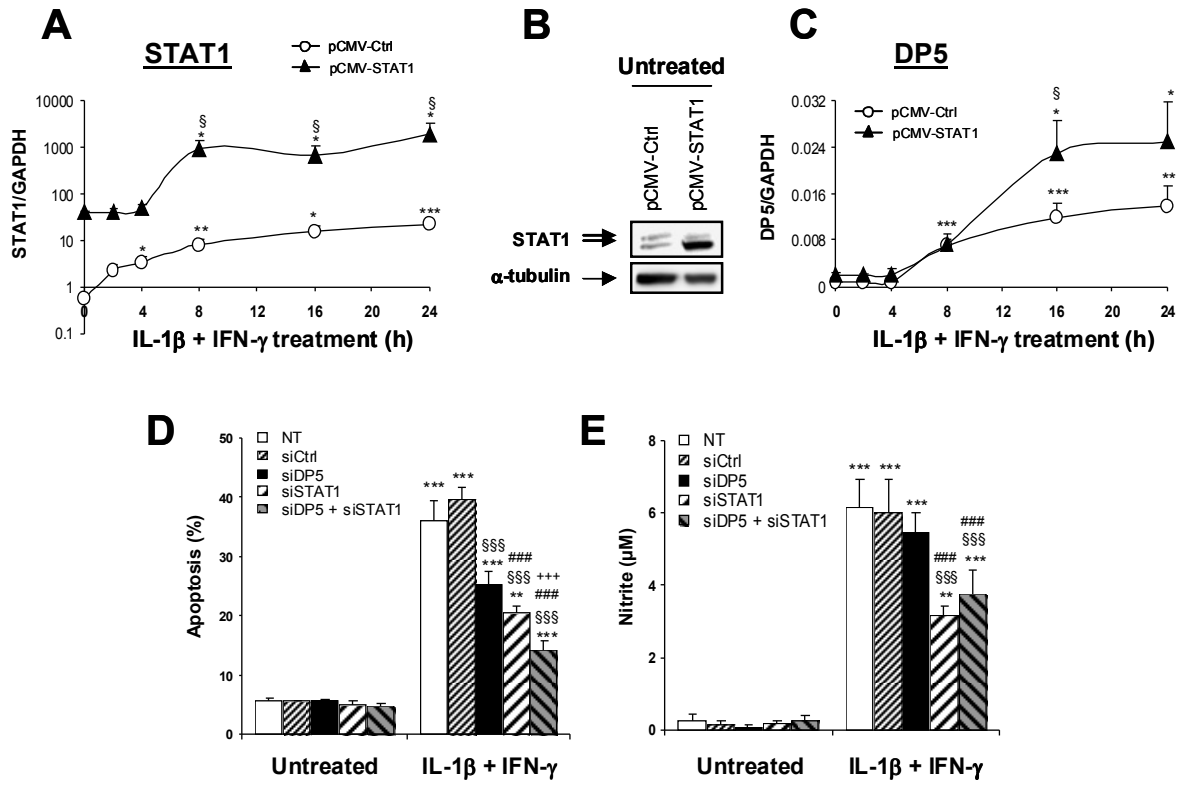 A
STAT1
pCMV-Ctrl
pCMV-STAT1
STAT1/GAPDH
10000
1000
100
10
1
0.1
§
*
§
*
§
*
*
**
*
***
0 4 8 12 16 20 24
IL-1β + IFN-γ treatment (h)
B
Untreated
pCMV-Ctrl
pCMV-STAT1
STAT1
α-tubulin
C
DP5
pCMV-Ctrl
pCMV-STAT1
DP5/GAPDH
0.032
0.024
0.016
0.008
0
***
§
*
***
*
**
0 4 8 12 16 20 24
IL-1β + IFN-γ treatment (h)
D
NT
siCtrl
siDP5
siSTAT1
siDP5 + siSTAT1
Apoptosis (%)
50
40
30
20
10
0
***
***
§§§
***
###
§§§
**
+++
###
§§§
***
Untreated
IL-1β + IFN-γ
E
NT
siCtrl
siDP5
siSTAT1
siDP5 + siSTAT1
Nitrite (µM)
8
6
4
2
0
***
***
***
###
§§§
**
###
§§§
***
Untreated
IL-1β + IFN-γ